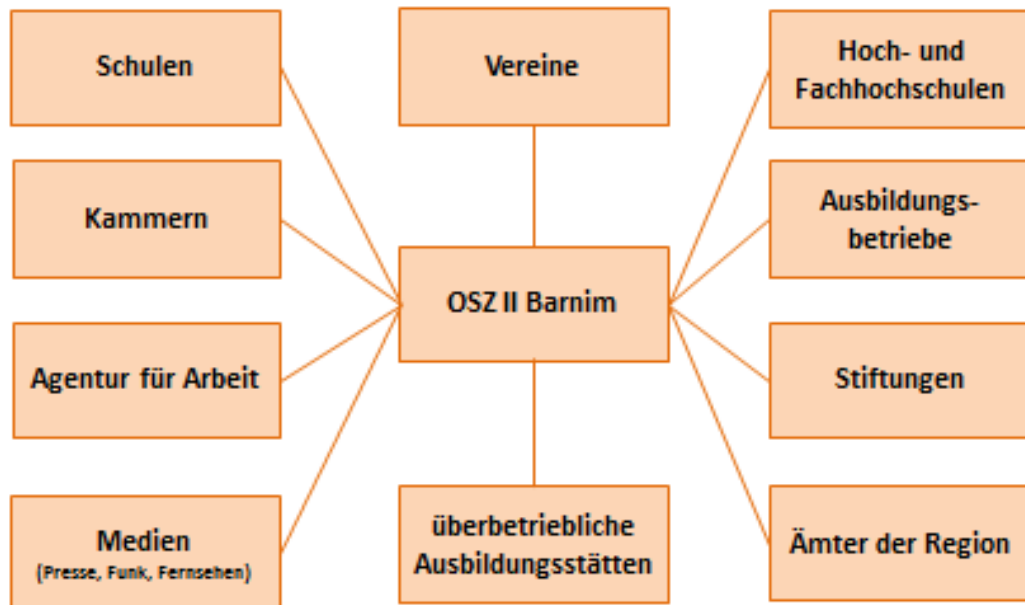 Schulen
Vereine
Hoch- und
Fachhochschulen
Kammern
Ausbildungs-
betriebe
OSZ II Barnim
Agentur für Arbeit
Stiftungen
Medien
(Presse, Funk, Fernsehen)
überbetriebliche
Ausbildungsstätten
Ämter der Region